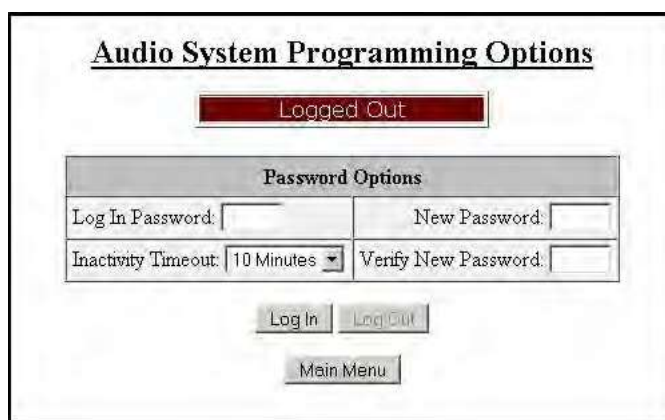 Audio System Programming Options
Logged Out
Password Options
Log In Password:
New Password:
Inactivity Timeout: 10 Minutes
Verify New Password:
Log In
Log Out
Main Menu